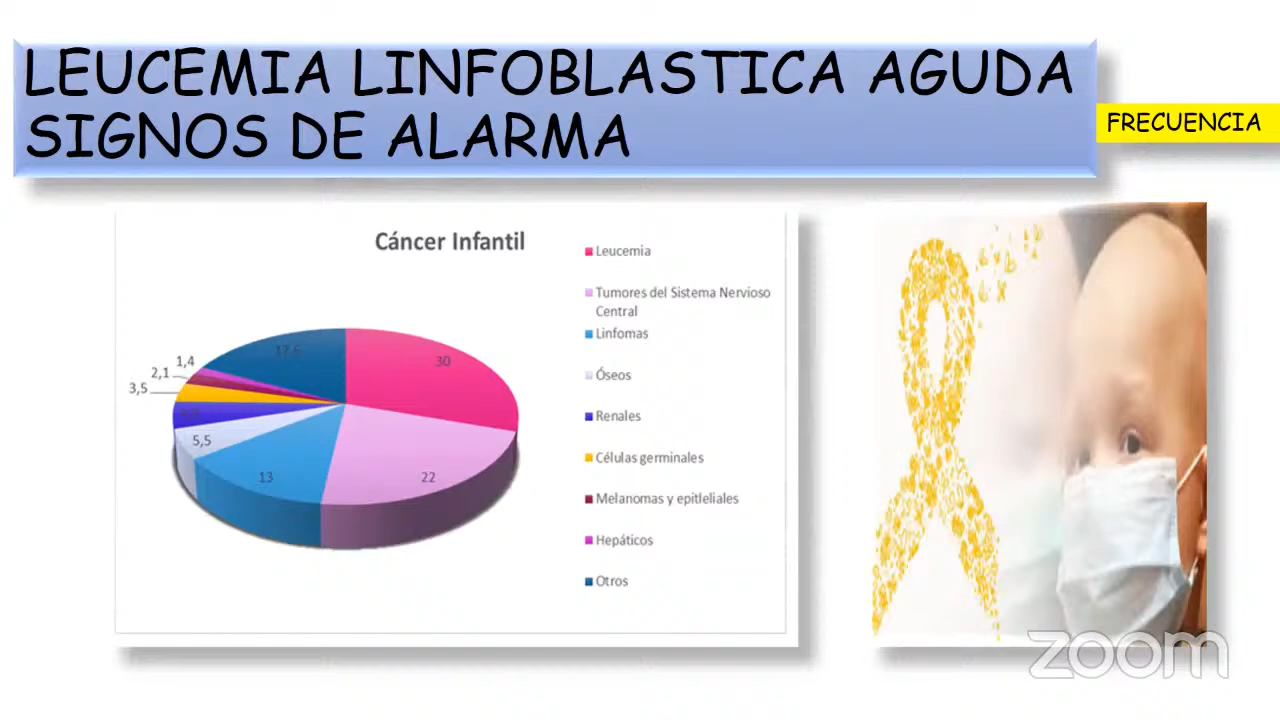 LEUCEMIA LINFOBLASTICA AGUDA
SIGNOS DE ALARMA
FRECUENCIA
Cáncer Infantil
Leucemia
Tumores del Sistema Nervioso
Central
Linfomas
Óseos
Renales
Células germinales
Melanomas y epitleliales
Hepáticos
Otros
30
22
13
5,5
3,5
2,1
1,4
zoom